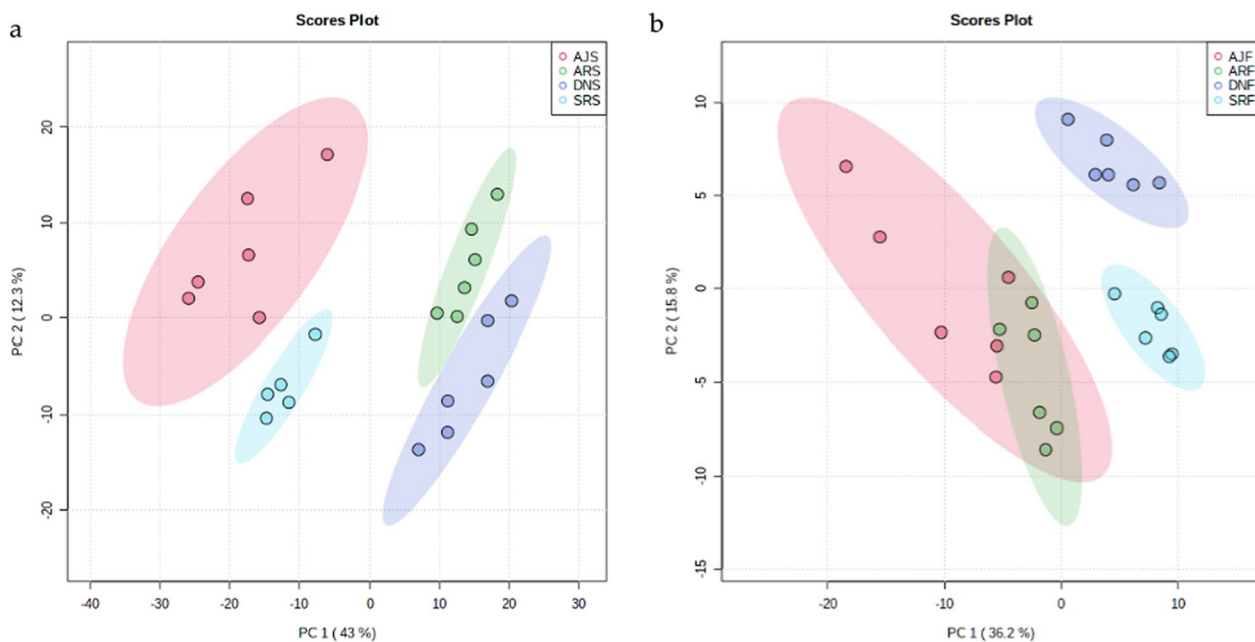 a
Scores Plot
AJS
ARS
DNS
SRS
PC 2 ( 12.3 %)
20
10
0
-10
-20
-40
-30
-20
-10
0
10
20
30
PC 1 ( 43 %)
b
Scores Plot
AJF
ARF
DNF
SRF
PC 2 ( 15.8 %)
10
5
0
-5
-10
-15
-20
-10
0
10
PC 1 ( 36.2 %)